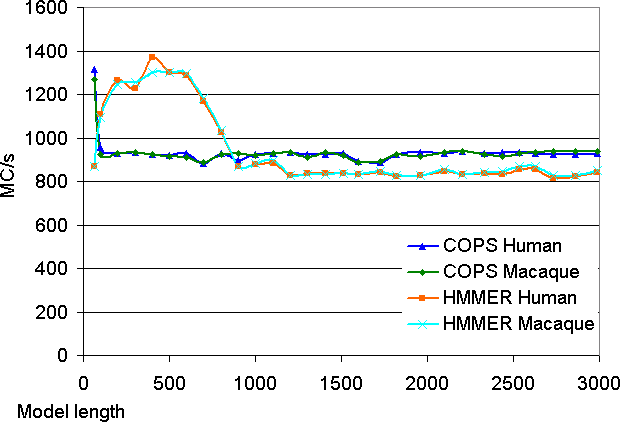 1600
1400
1200
1000
800
600
400
200
0
MC/s
COPS Human
COPS Macaque
HMMER Human
HMMER Macaque
0 500 1000 1500 2000 2500 3000
Model length